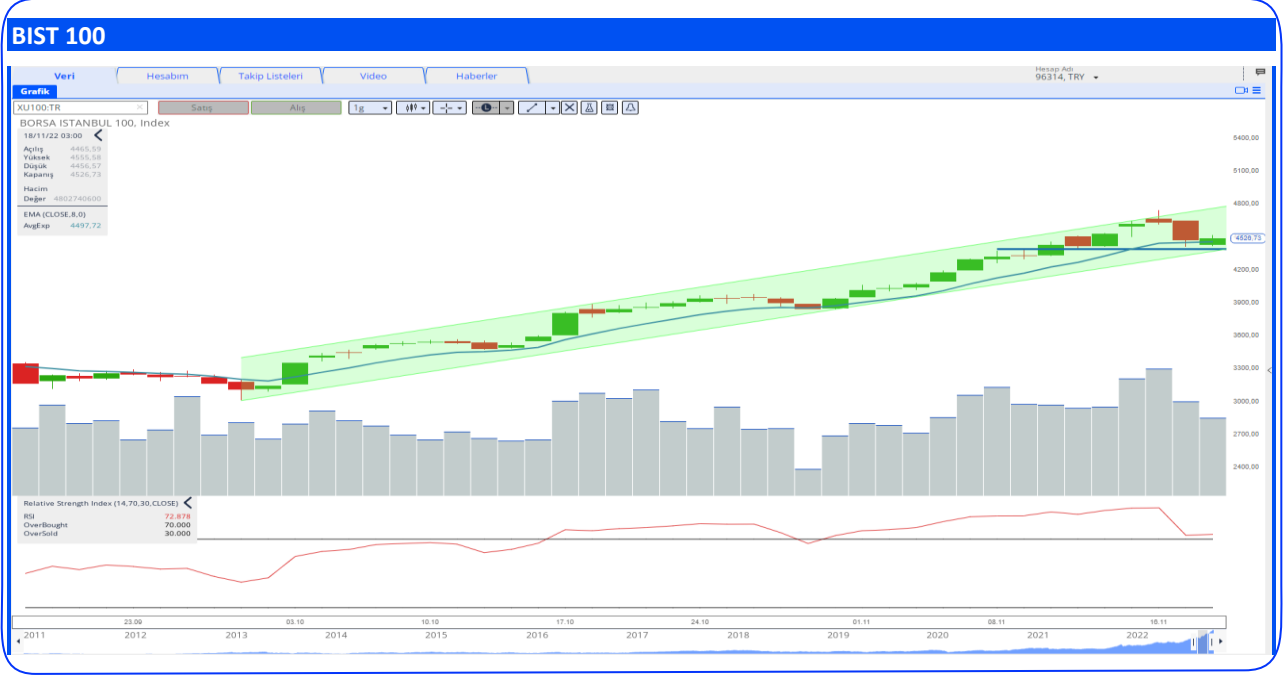 BIST 100
Veri Hesabım Takip Listeleri Video Haberler
Hesap Adı
96314, TRY
Grafik
XU100:TR × Satış Alış 1g L
BORSA ISTANBUL 100, Index
18/11/22 03:00
Açılış 4465,59
Yüksek 4555,58
Düşük 4456,57
Kapanış 4526,73
Hacim
Değer 4802740600
EMA (CLOSE,8,0)
AvgExp 4497,72
5400,00
5100,00
4800,00
4526,73
4200,00
3900,00
3600,00
3300,00
3000,00
2700,00
2400,00
Relative Strength Index (14,70,30,CLOSE)
RSI 72.878
OverBought 70.000
OverSold 30.000
23.09 03.10 10.10 17.10 24.10 01.11 08.11 16.11
2011 2012 2013 2014 2015 2016 2017 2018 2019 2020 2021 2022